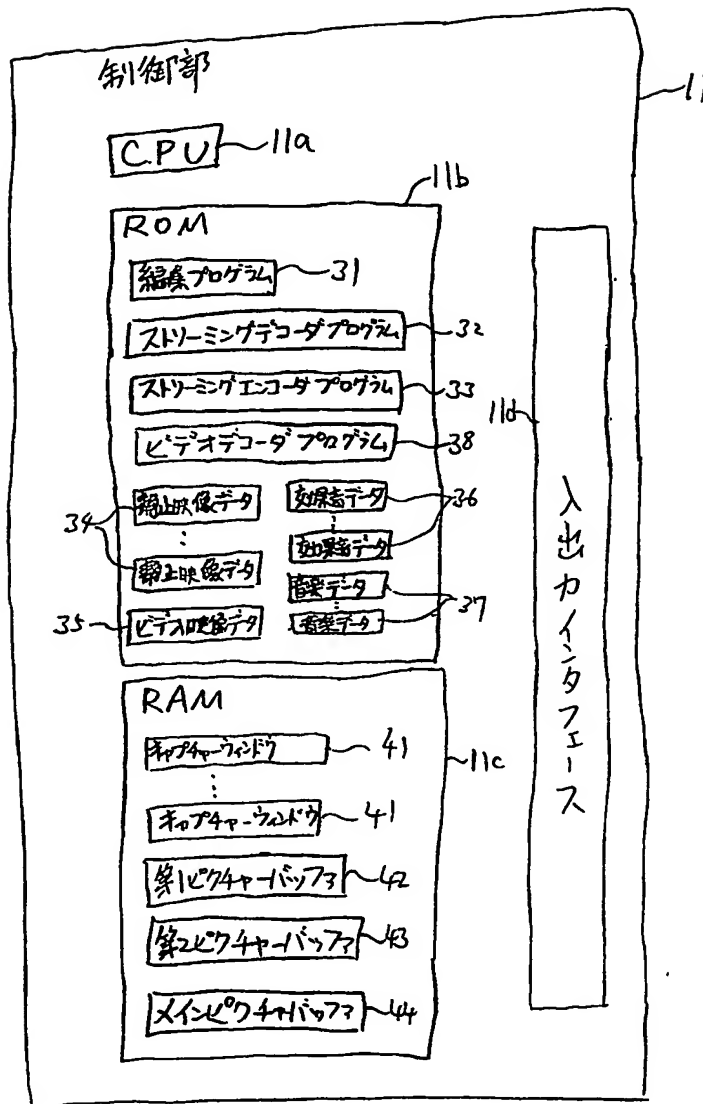 制御部
11
CPU
11a
11b
ROM
編集プログラム
31
ストリーミングデコーダプログラム
32
ストリーミングエンコーダプログラム
33
ビデオデコーダプログラム
38
34
静止映像データ
静止映像データ
効果音データ
効果音データ
36
音楽データ
音楽データ
37
35
ビデオ映像データ
RAM
11c
キャプチャーウィンドウ
41
キャプチャーウィンドウ
41
第1ピクチャーバッファ
42
第2ピクチャーバッファ
43
メインピクチャバッファ
44
11d
入出力インタフェース